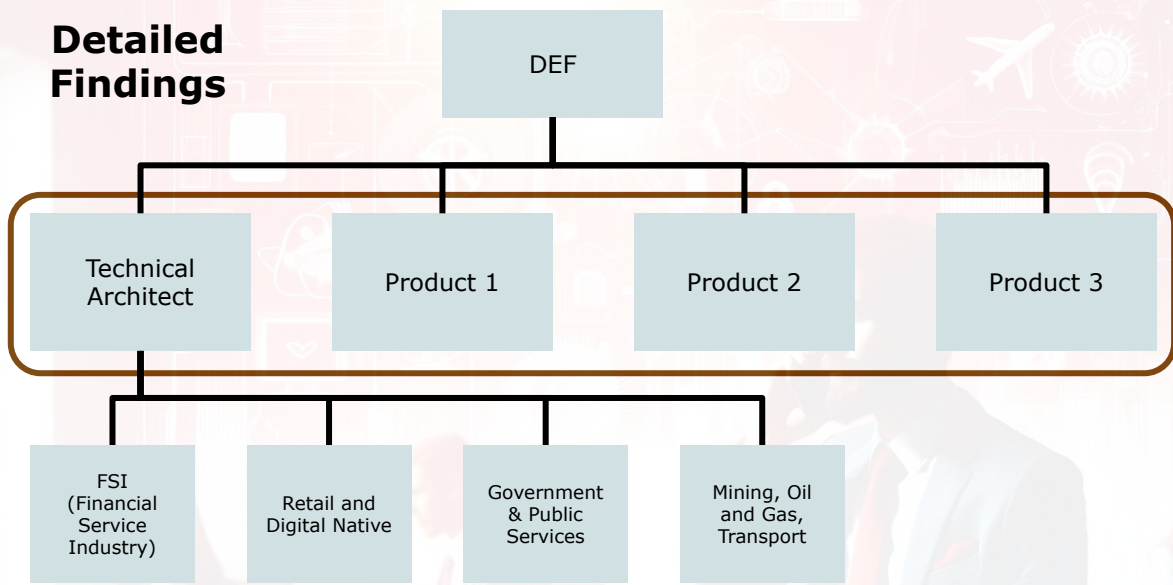 Detailed
Findings
DEF
Technical
Architect
Product 1
Product 2
Product 3
FSI
(Financial
Service
Industry)
Retail and
Digital Native
Government
& Public
Services
Mining, Oil
and Gas,
Transport